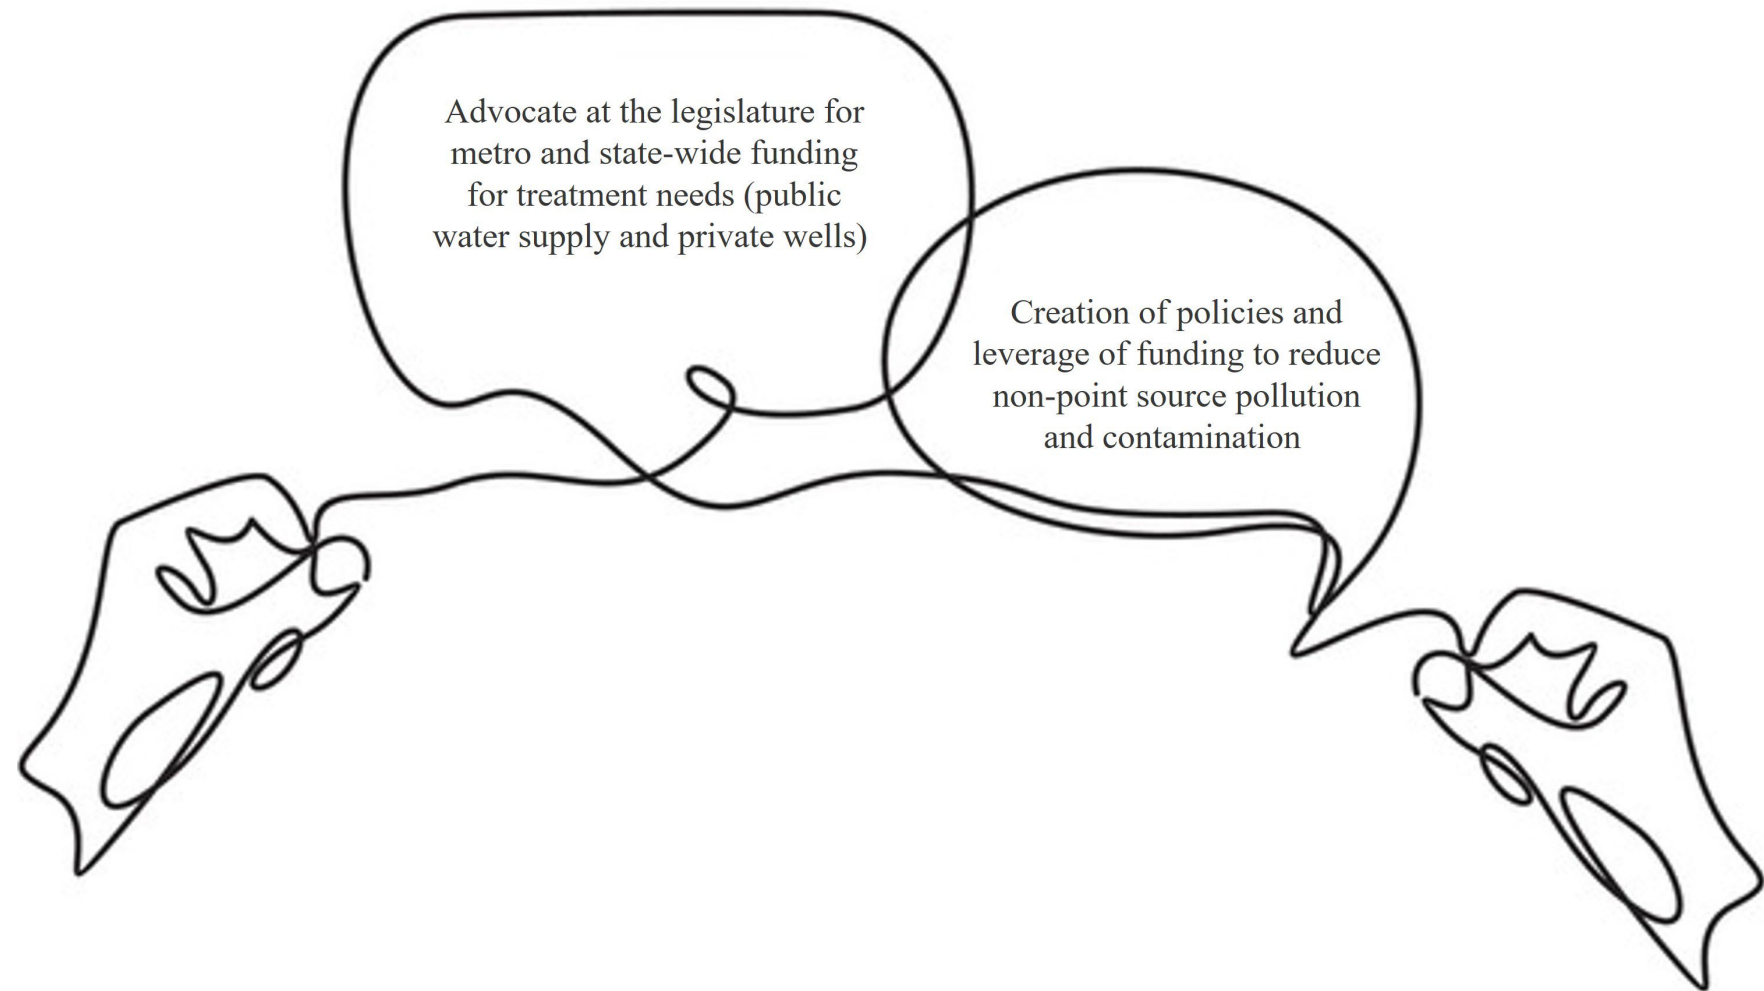 Advocate at the legislature for
metro and state-wide funding
for treatment needs (public
water supply and private wells)
Creation of policies and
leverage of funding to reduce
non-point source pollution
and contamination